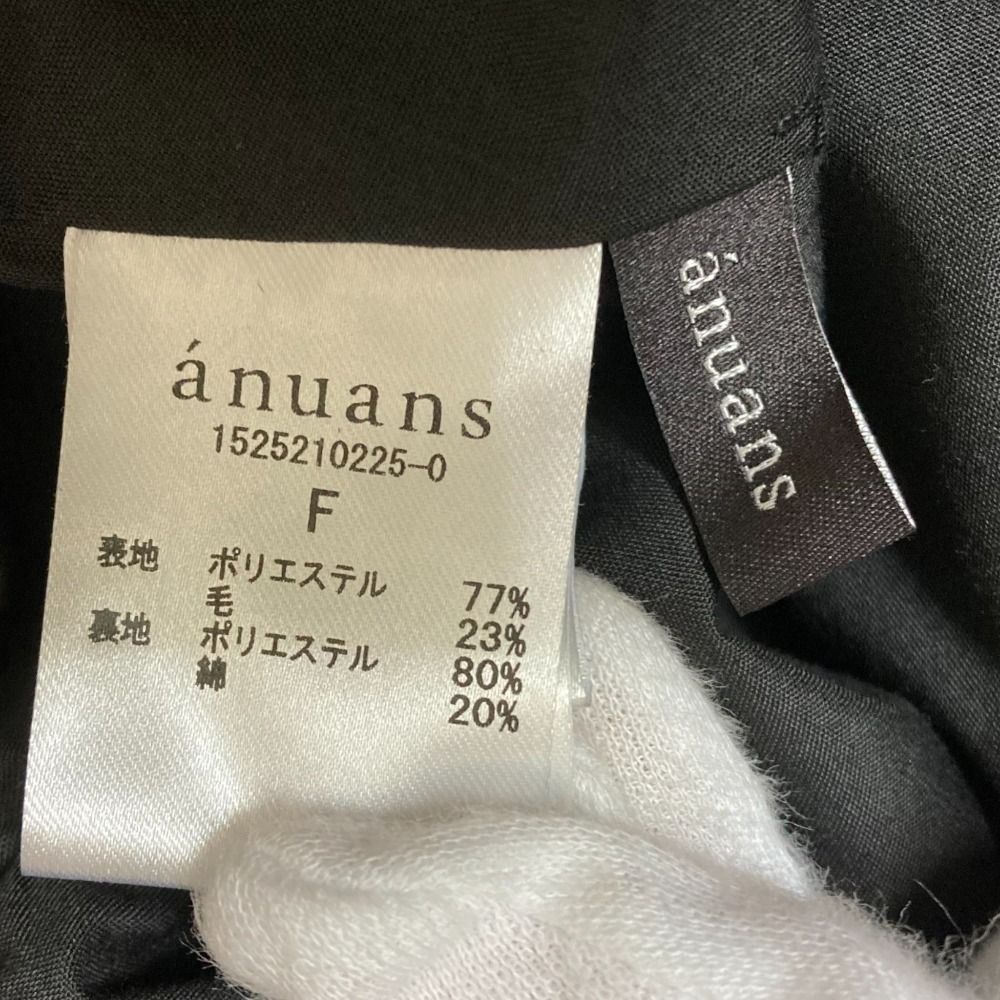 ánuans
1525210225-0
F
表地 ポリエステル 77%
毛 23%
裏地 ポリエステル 80%
綿 20%
ánuans